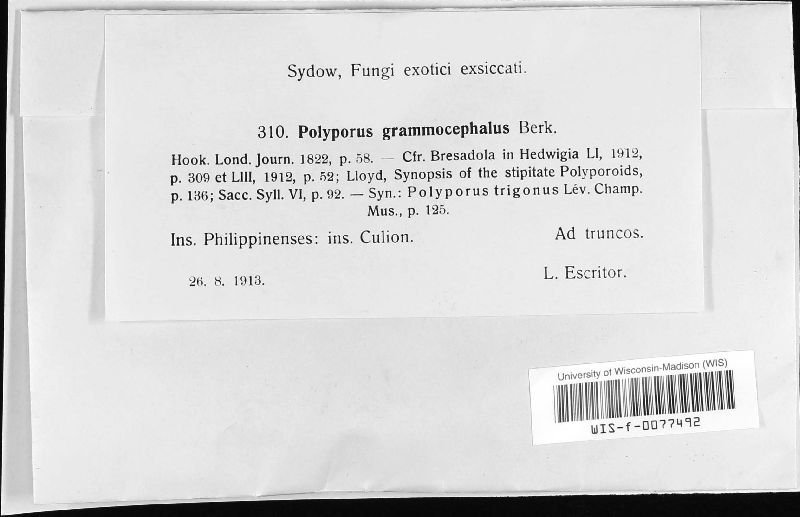 Sydow, Fungi exotici exsiccati.
310. Polyporus grammocephalus Berk.
Hook. Lond. Journ. 1822, p. 58. — Cfr. Bresadola in Hedwigia LI, 1912,
p. 309 et LIII, 1912, p. 52; Lloyd, Synopsis of the stipitate Polyporoids,
p. 136; Sacc. Syll. VI, p. 92. — Syn.: Polyporus trigonus Lév. Champ.
Mus., p. 125.
Ins. Philippinenses: ins. Culion. Ad truncos.
26. 8. 1913. L. Escritor.
University of Wisconsin-Madison (WIS)
WIS-f-0077492